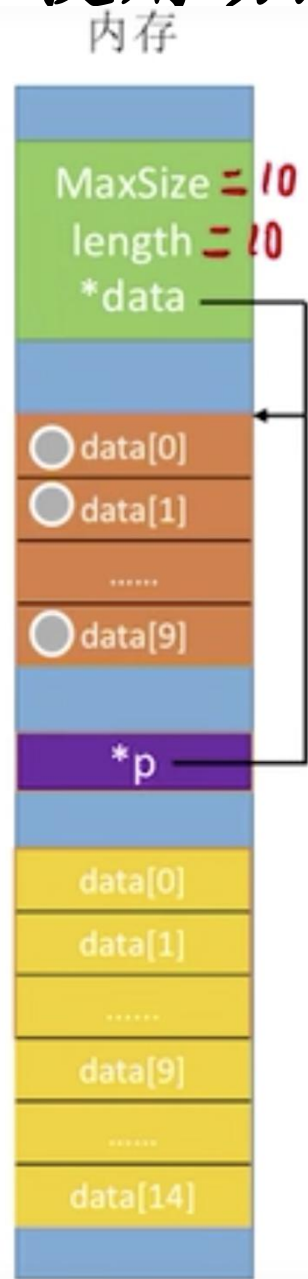 内存
MaxSize = 10
length = 10
*data
data[0]
data[1]
......
data[9]
*p
data[0]
data[1]
......
data[9]
......
data[14]